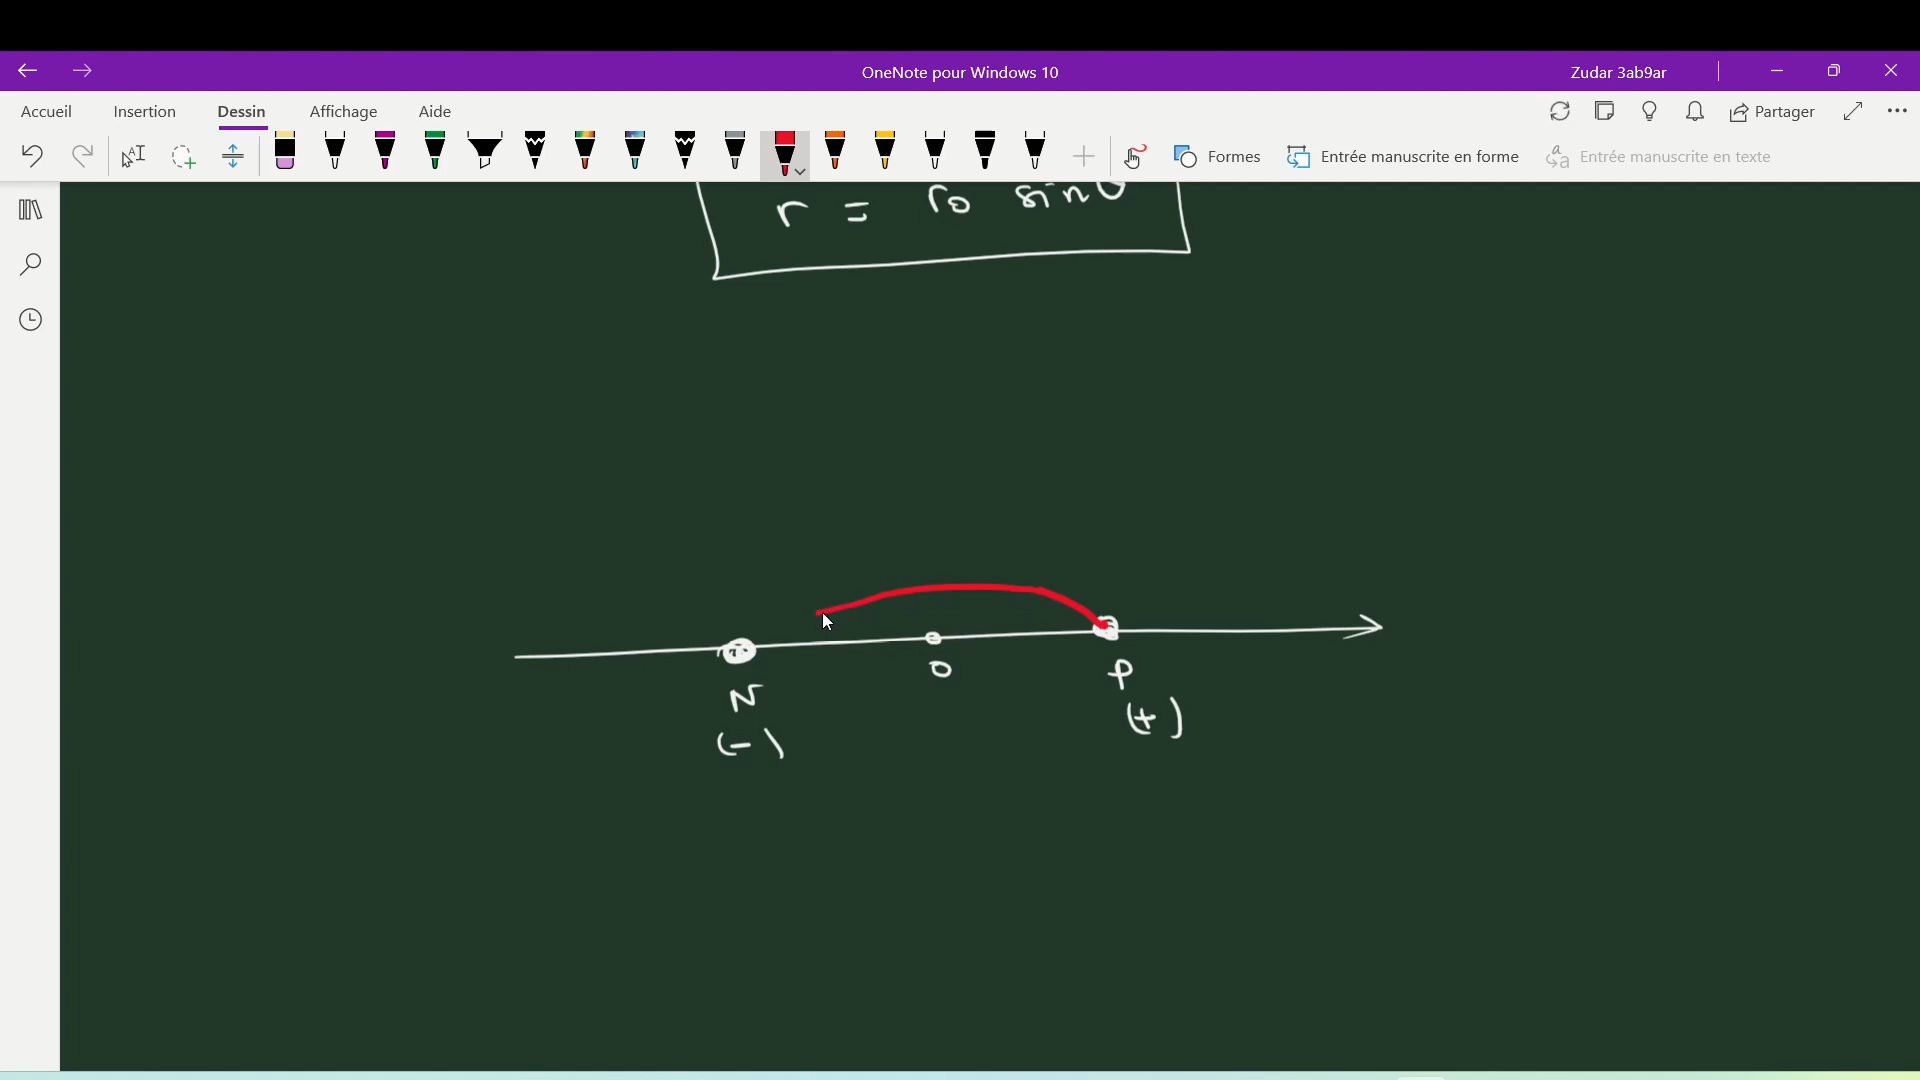 OneNote pour Windows 10
Zudar 3ab9ar
Accueil Insertion Dessin Affichage Aide
Partager
Formes Entrée manuscrite en forme Entrée manuscrite en texte
r = r0 sinθ
O
N
P
(+)
(-)